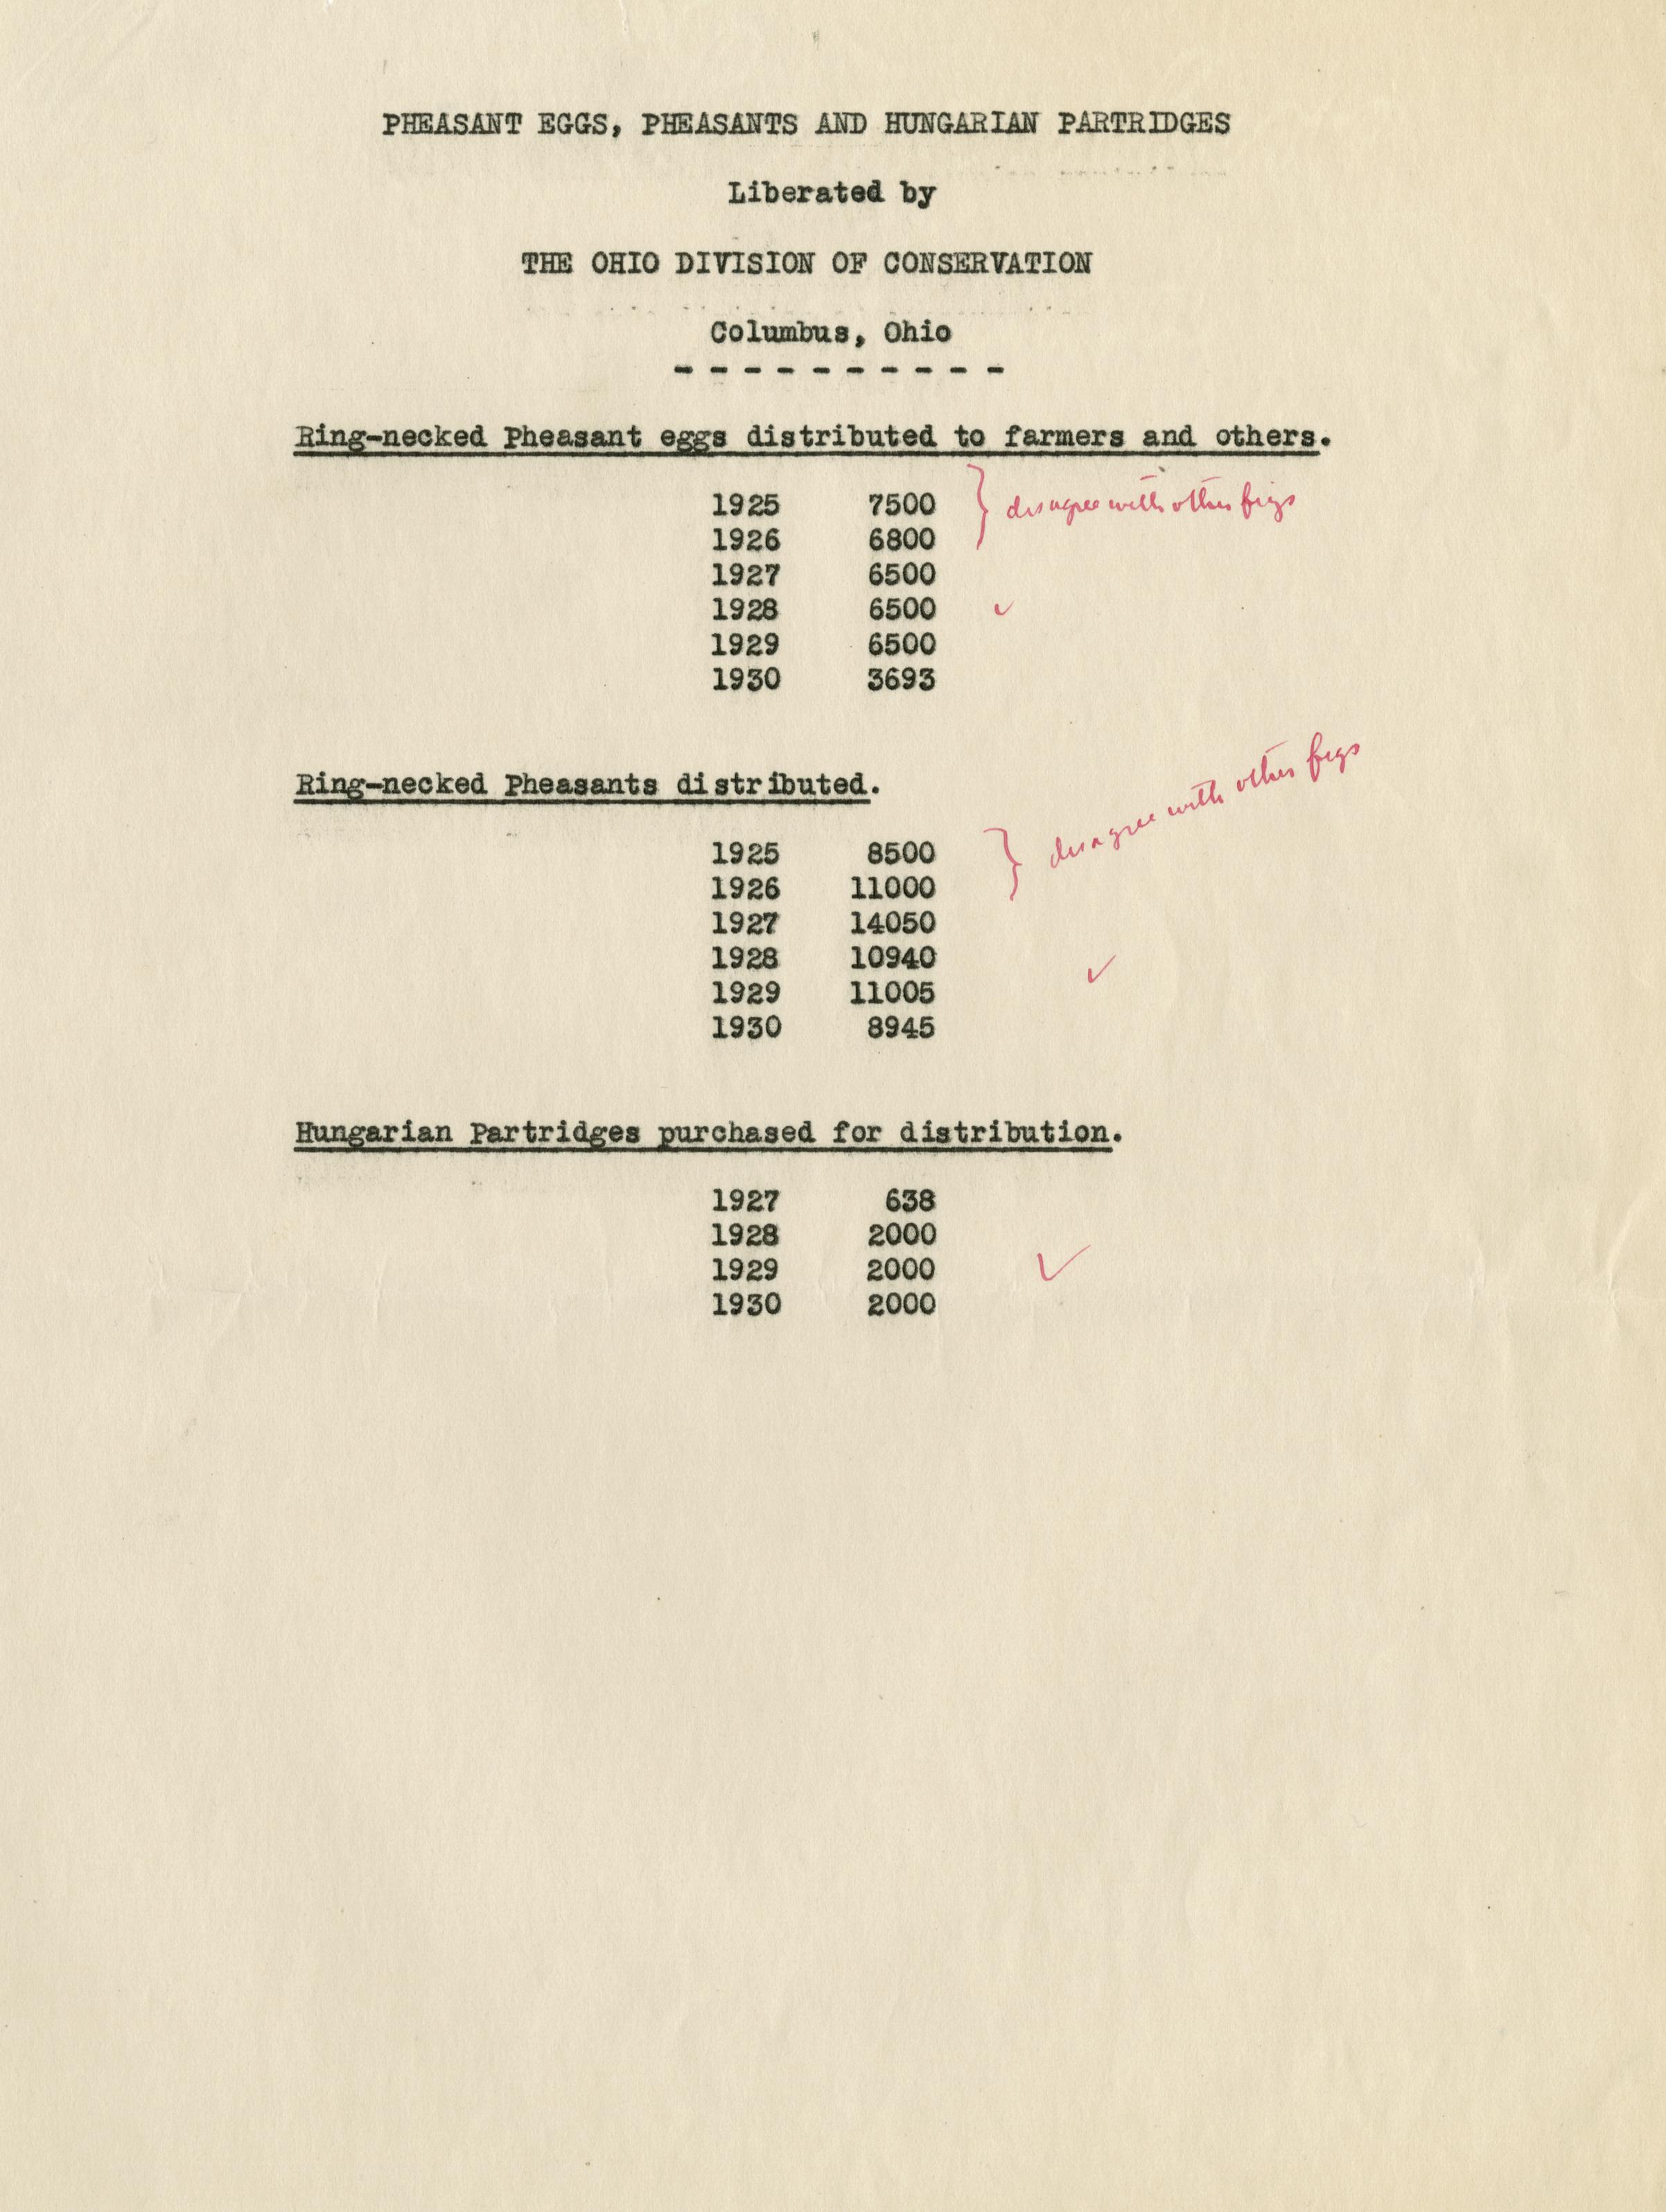 PHEASANT EGGS, PHEASANTS AND HUNGARIAN PARTRIDGES
Liberated by
THE OHIO DIVISION OF CONSERVATION
Columbus, Ohio
- - - - - - - - - -
Ring-necked Pheasant eggs distributed to farmers and others.
1925 7500 } disagree with other figs
1926 6800
1927 6500
1928 6500 ✓
1929 6500
1930 3693
Ring-necked Pheasants distributed.
1925 8500 } disagree with other figs
1926 11000
1927 14050
1928 10940 ✓
1929 11005
1930 8945
Hungarian Partridges purchased for distribution.
1927 638
1928 2000
1929 2000 ✓
1930 2000